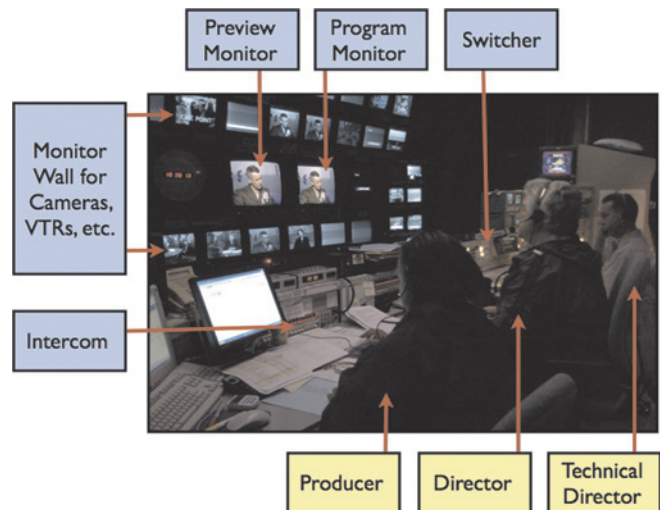 Preview
Monitor
Program
Monitor
Switcher
Monitor
Wall for
Cameras,
VTRs, etc.
Intercom
Producer
Director
Technical
Director